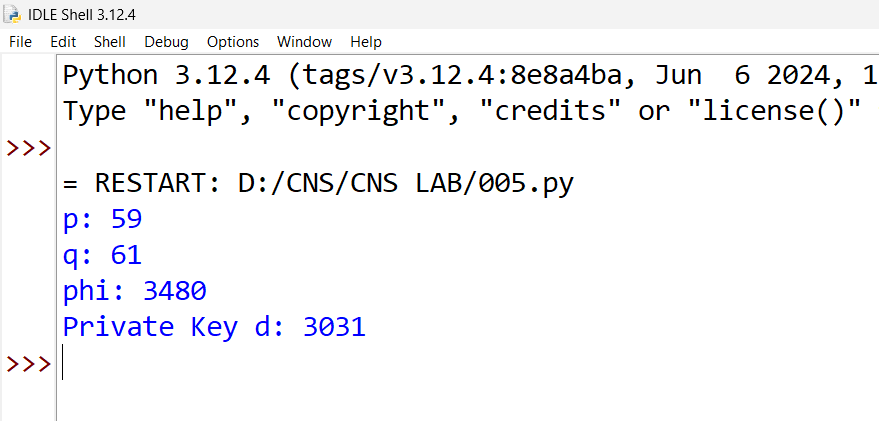 IDLE Shell 3.12.4
File Edit Shell Debug Options Window Help
Python 3.12.4 (tags/v3.12.4:8e8a4ba, Jun  6 2024, 1
Type "help", "copyright", "credits" or "license()"
>>>
= RESTART: D:/CNS/CNS LAB/005.py
p: 59
q: 61
phi: 3480
Private Key d: 3031
>>>